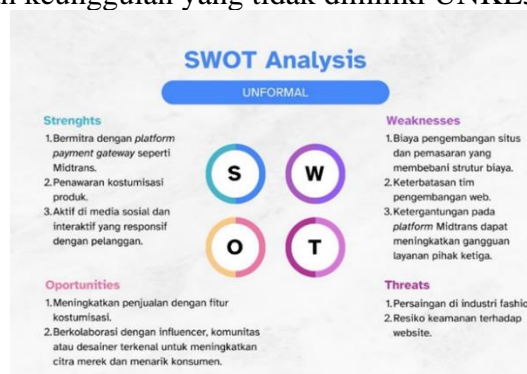 keunggulan yang tidak dimiliki
SWOT Analysis
UNFORMAL
Strenghts
1.Bermitra dengan platform
payment gateway seperti
Midtrans.
2.Penawaran kostumisasi
produk.
3.Aktif di media sosial dan
interaktif yang responsif
dengan pelanggan.
S
W
O
T
Weaknesses
1.Biaya pengembangan situs
dan pemasaran yang
membebani strutur biaya.
2.Keterbatasan tim
pengembangan web.
3.Ketergantungan pada
platform Midtrans dapat
meningkatkan gangguan
layanan pihak ketiga.
Oportunities
1.Meningkatkan penjualan dengan fitur
kostumisasi.
2.Berkolaborasi dengan influencer, komunitas
atau desainer terkenal untuk meningkatkan
citra merek dan menarik konsumen.
Threats
1.Persaingan di industri fashio
2.Resiko keamanan terhadap
website.